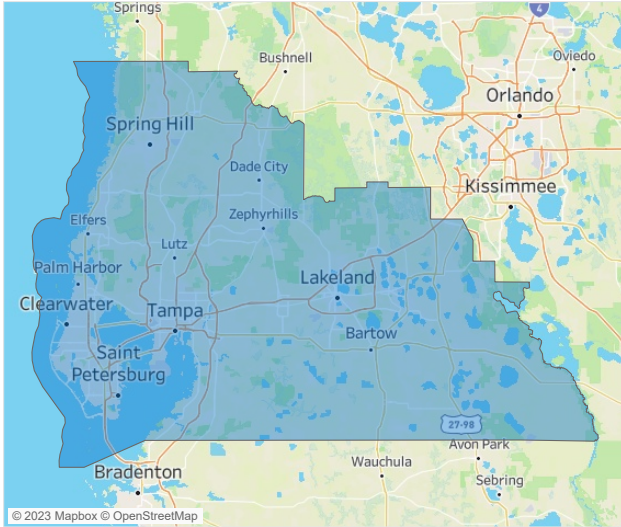 Springs
4
Bushnell
Oviedo
Orlando
Spring Hill
Dade City
Kissimmee
Elfers
Zephyrhills
Lutz
Palm Harbor
Lakeland
Clearwater
Tampa
Bartow
Saint
Petersburg
27-98
Avon Park
Bradenton
Wauchula
Sebring
© 2023 Mapbox © OpenStreetMap